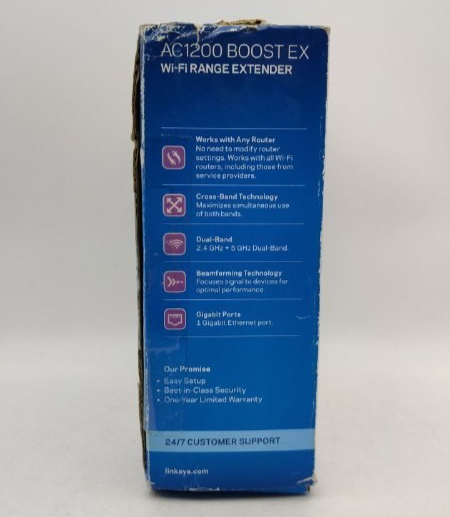 AC1200 BOOST EX
Wi-Fi RANGE EXTENDER
Works with Any Router
No need to modify router
settings. Works with all Wi-Fi
routers, including those from
service providers.
Cross-Band Technology
Maximizes simultaneous use
of both bands.
Dual-Band
2.4 GHz + 5 GHz Dual-Band.
Beamforming Technology
Focuses signal to devices for
optimal performance.
Gigabit Ports
1 Gigabit Ethernet port.
Our Promise
• Easy Setup
• Best-in-Class Security
• One-Year Limited Warranty
24/7 CUSTOMER SUPPORT
linksys.com